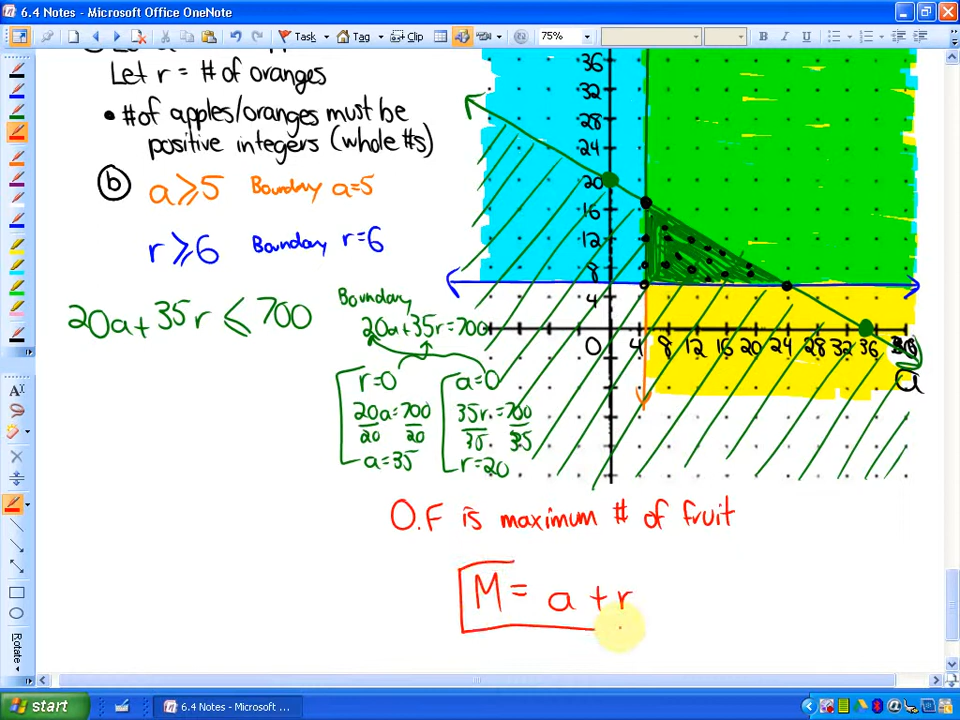 6.4 Notes - Microsoft Office OneNote
Task
Tag
Clip
75%
B I U
Let r = # of oranges
• # of apples/oranges must be
positive integers (whole #s)
b
a≥5 Boundary a=5
r≥6 Boundary r=6
20a+35r≤700
Boundary
20a+35r=700
r=0
20a=700
20 20
a=35
a=0
35r=700
35 35
r=20
36
32
28
24
20
16
12
8
4
0 4 8 12 16 20 24 28 32 36
a
O.F is maximum # of fruit
M = a + r
Rotate
start
6.4 Notes - Microsoft ...